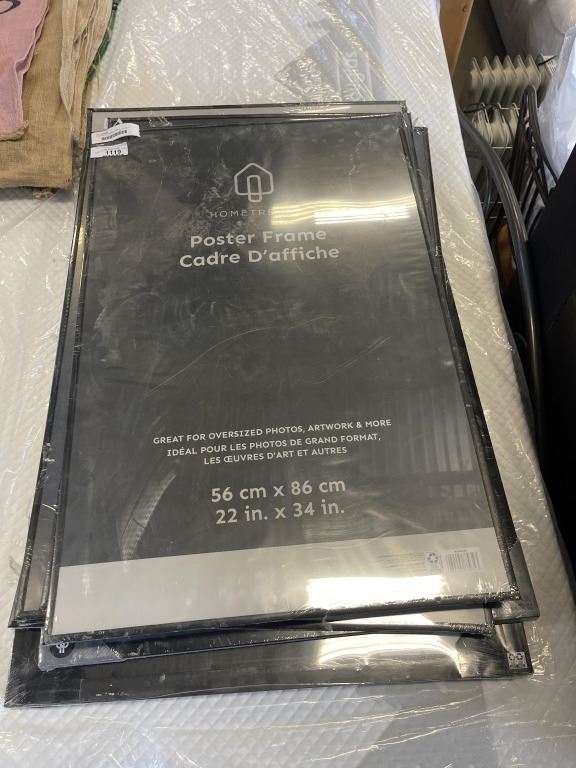 1119
Poster Frame
Cadre D'affiche
GREAT FOR OVERSIZED PHOTOS, ARTWORK & MORE
IDÉAL POUR LES PHOTOS DE GRAND FORMAT,
LES ŒUVRES D'ART ET AUTRES
56 cm x 86 cm
22 in. x 34 in.